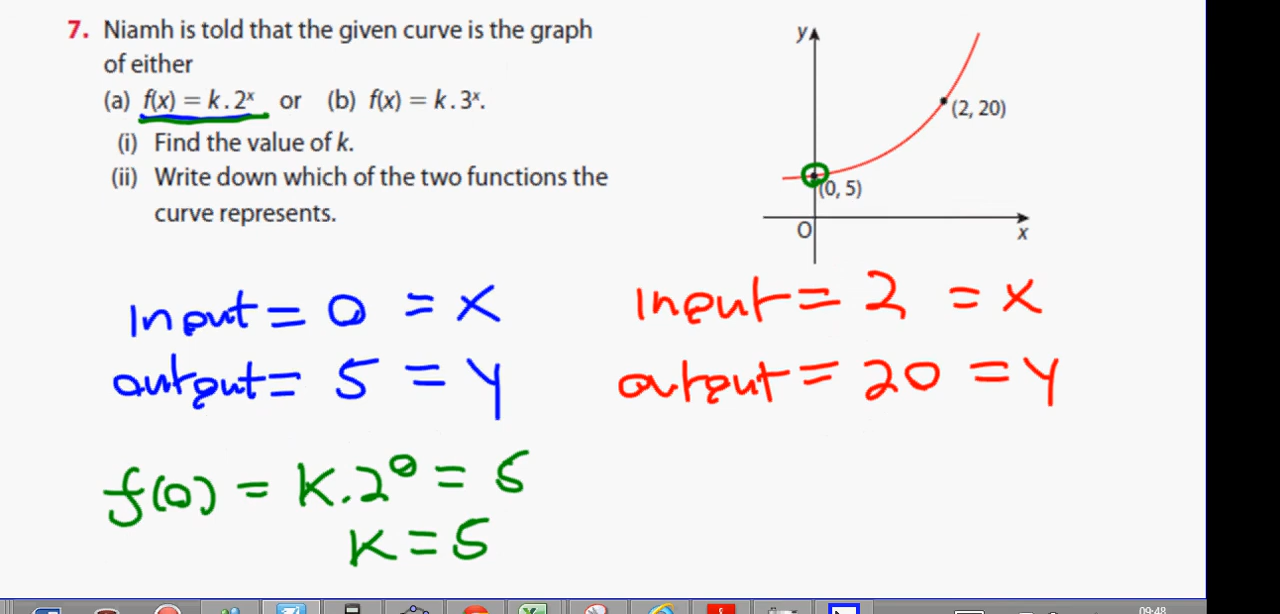 7. Niamh is told that the given curve is the graph
of either
(a) f(x) = k . 2ˣ or (b) f(x) = k . 3ˣ.
(i) Find the value of k.
(ii) Write down which of the two functions the
curve represents.
y
(2, 20)
(0, 5)
O
x
Input = 0 = x
output = 5 = y
Input = 2 = x
output = 20 = y
f(0) = K.2⁰ = 5
K = 5
09:48